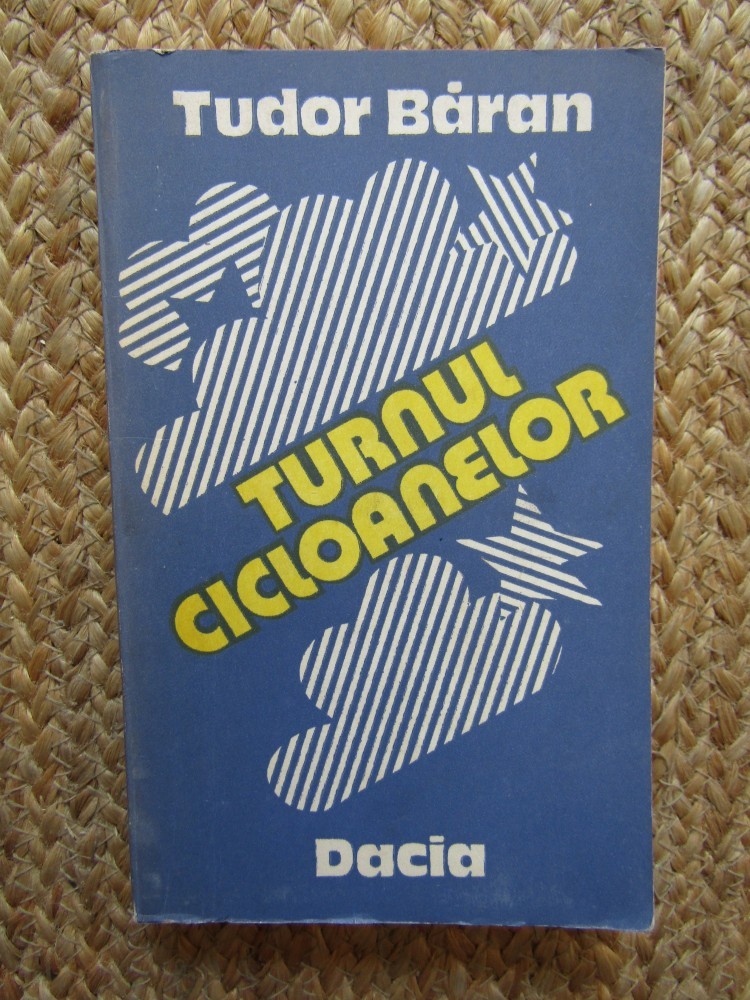 Tudor Băran
TURNUL
CICLOANELOR
Dacia